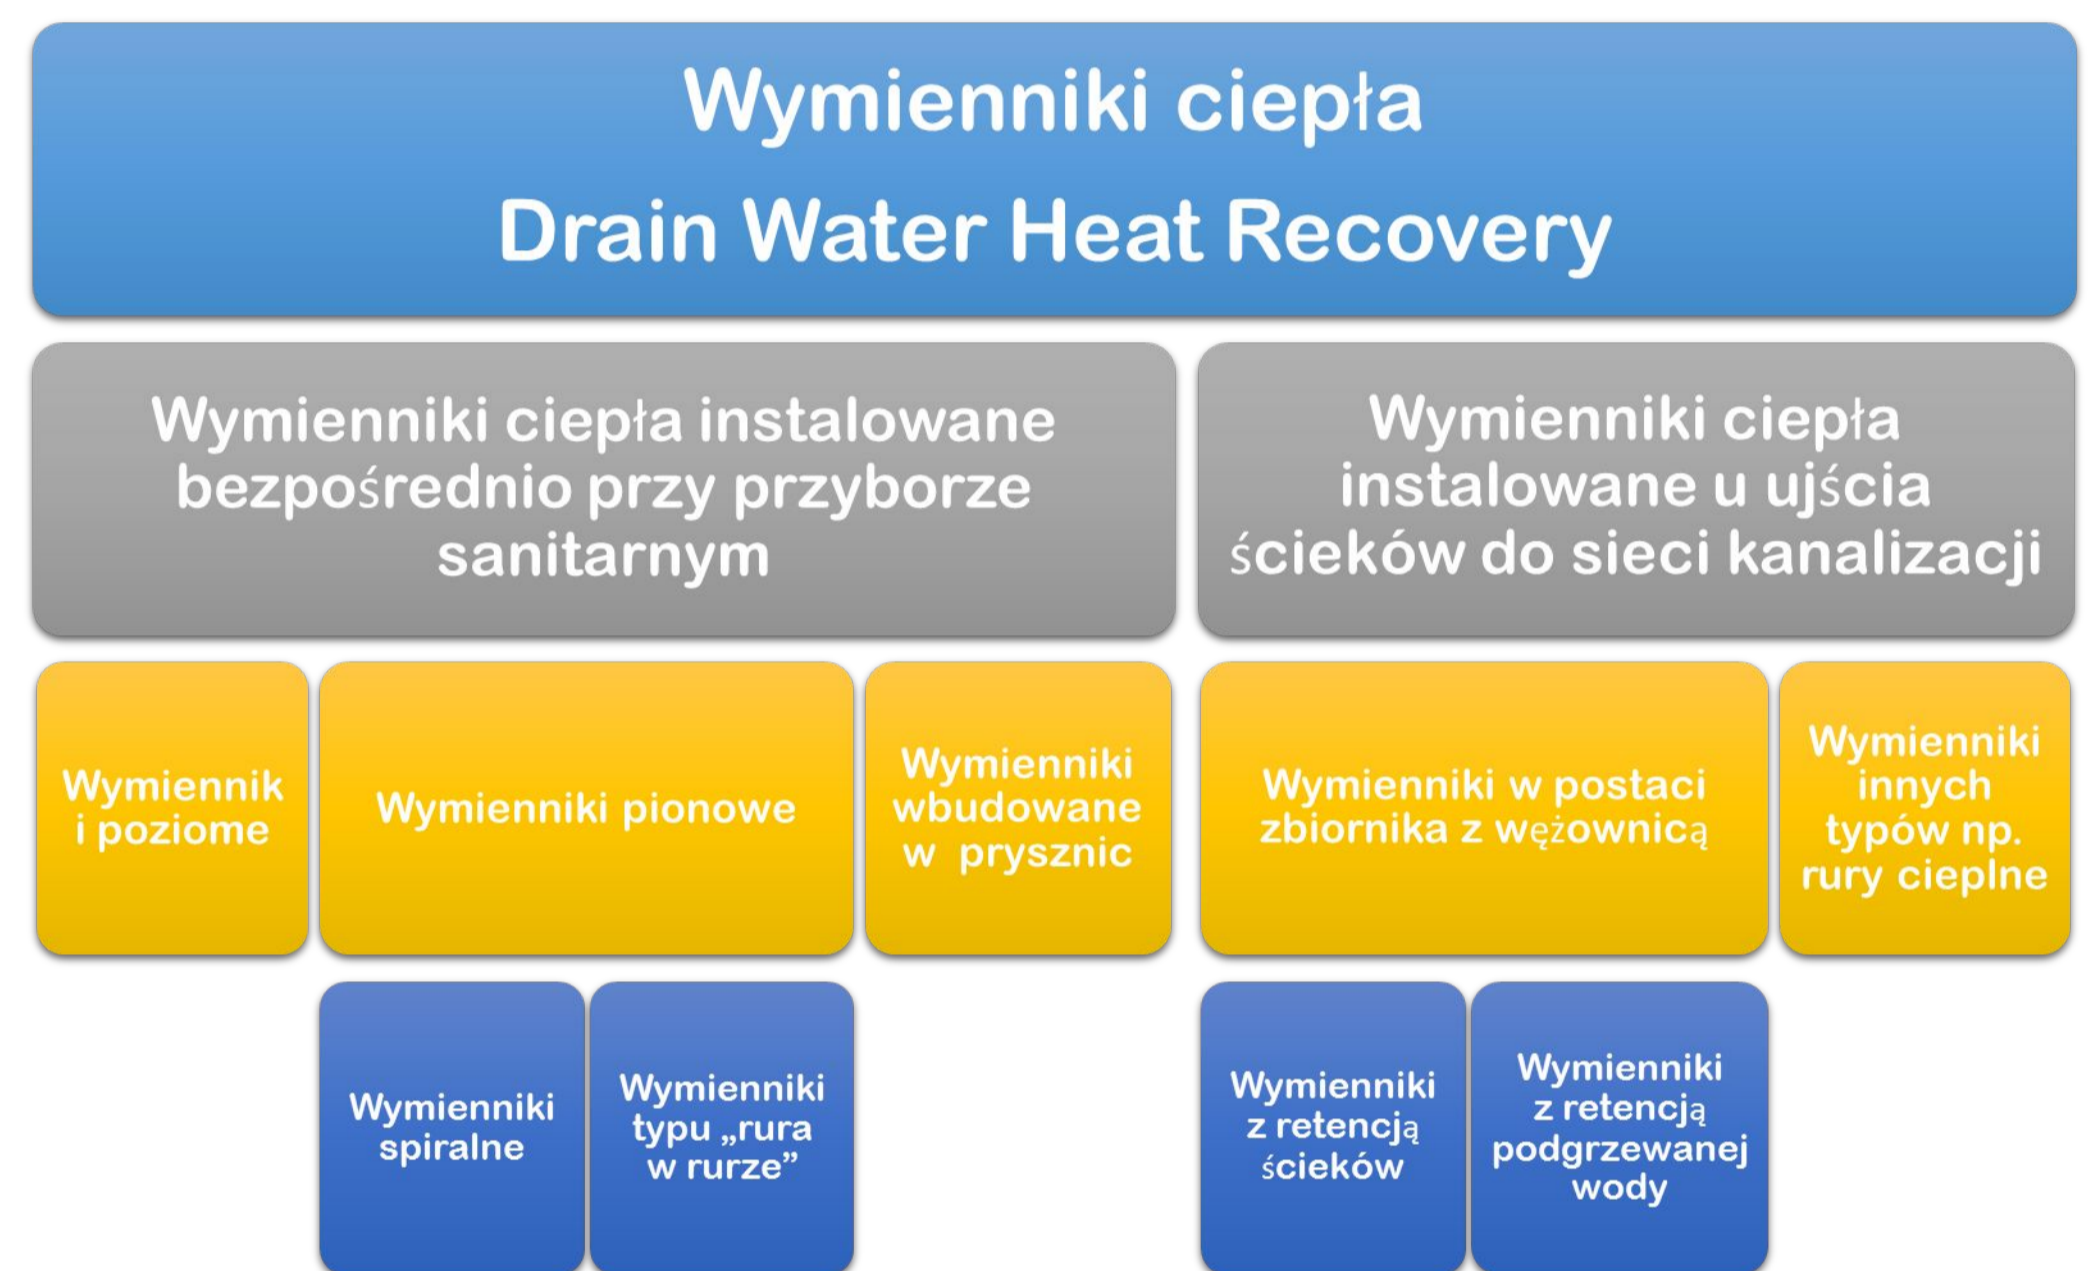 Wymienniki ciepła
Drain Water Heat Recovery
Wymienniki ciepła instalowane
bezpośrednio przy przyborze
sanitarnym
Wymienniki ciepła
instalowane u ujścia
ścieków do sieci kanalizacji
Wymiennik
i poziome
Wymienniki pionowe
Wymienniki
wbudowane
w prysznic
Wymienniki w postaci
zbiornika z wężownicą
Wymienniki
innych
typów np.
rury cieplne
Wymienniki
spiralne
Wymienniki
typu „rura
w rurze”
Wymienniki
z retencją
ścieków
Wymienniki
z retencją
podgrzewanej
wody